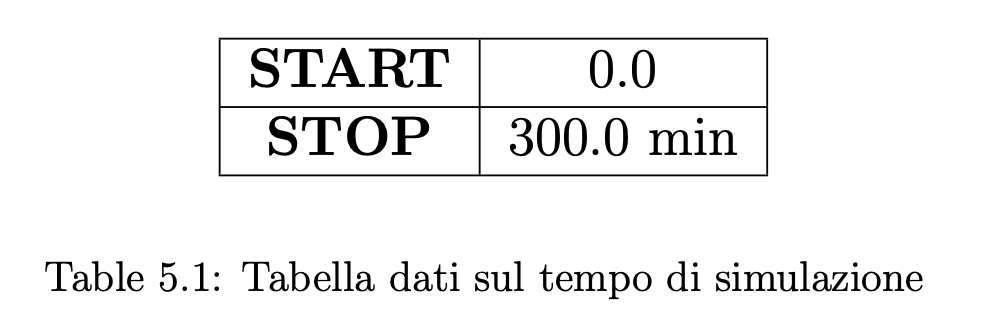 START 0.0
STOP 300.0 min
Table 5.1: Tabella dati sul tempo di simulazione